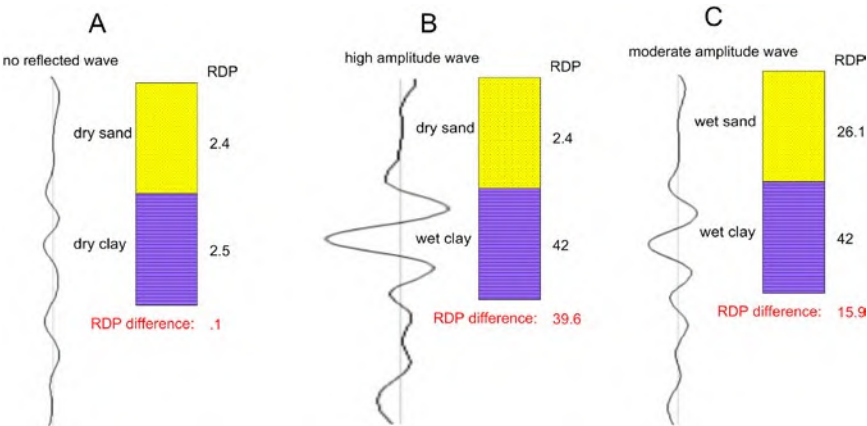 A
no reflected wave
RDP
dry sand
2.4
dry clay
2.5
RDP difference: .1
B
high amplitude wave
RDP
dry sand
2.4
wet clay
42
RDP difference: 39.6
C
moderate amplitude wave
RDP
wet sand
26.1
wet clay
42
RDP difference: 15.9